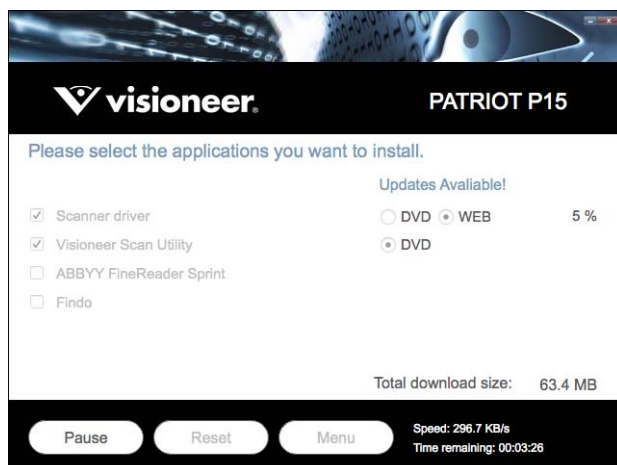 visioneer®
PATRIOT P15
Please select the applications you want to install.
Updates Avaliable!
Scanner driver
DVD WEB 5 %
Visioneer Scan Utility
DVD
ABBYY FineReader Sprint
Findo
Total download size: 63.4 MB
Pause Reset Menu
Speed: 296.7 KB/s
Time remaining: 00:03:26